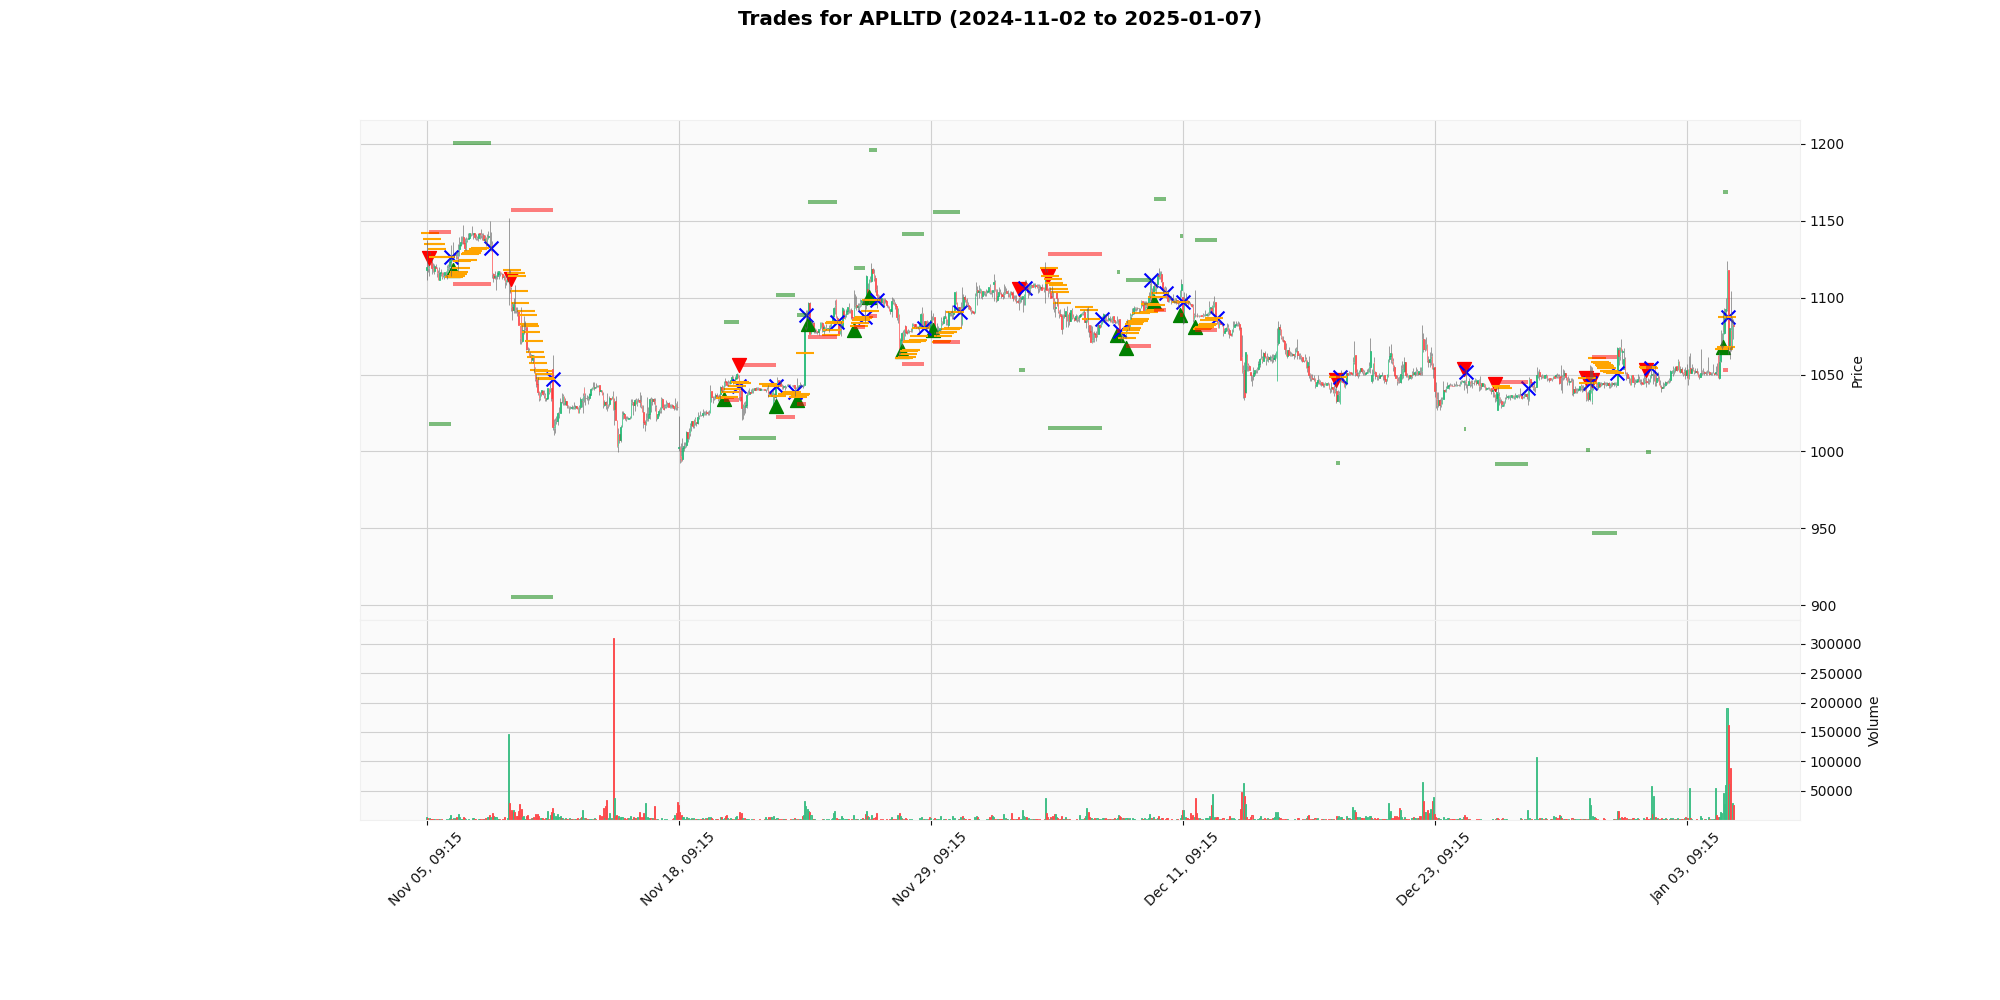 Trades for APLLTD (2024-11-02 to 2025-01-07)
1200
1150
1100
1050
1000
950
900
Price
300000
250000
200000
150000
100000
50000
Volume
Nov 05, 09:15
Nov 18, 09:15
Nov 29, 09:15
Dec 11, 09:15
Dec 23, 09:15
Jan 03, 09:15